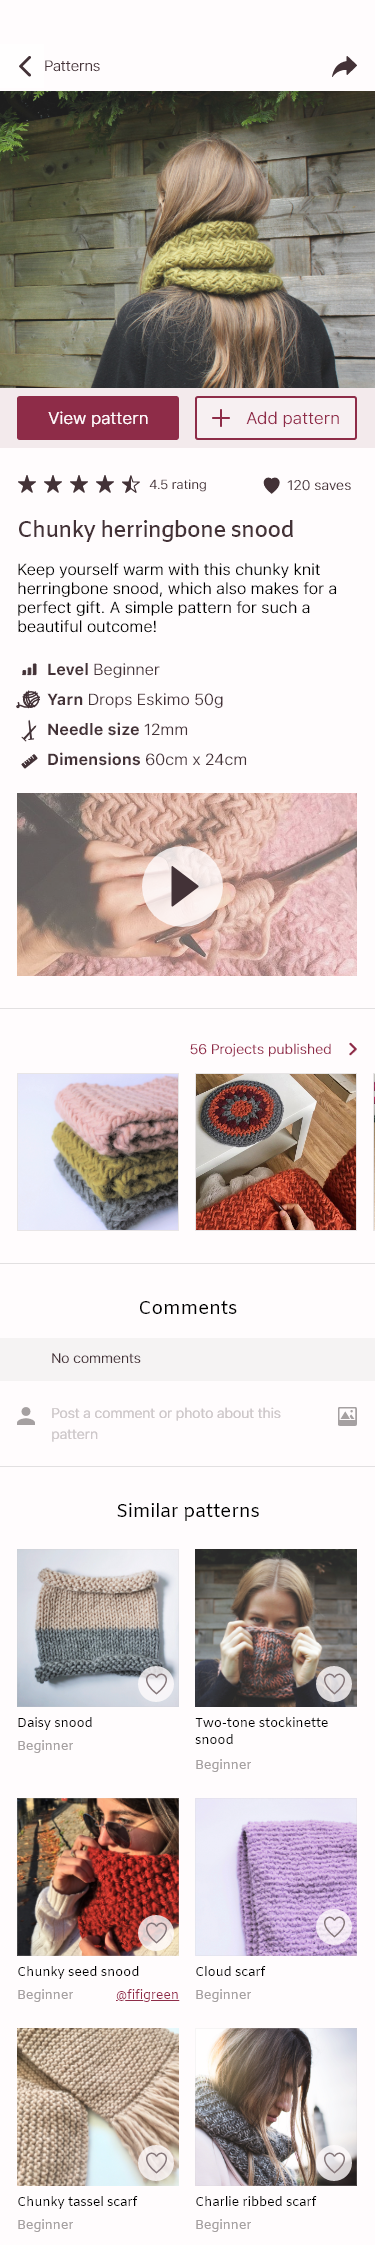 Patterns
View pattern
Add pattern
4.5 rating
120 saves
Chunky herringbone snood
Keep yourself warm with this chunky knit
herringbone snood, which also makes for a
perfect gift. A simple pattern for such a
beautiful outcome!
Level Beginner
Yarn Drops Eskimo 50g
Needle size 12mm
Dimensions 60cm x 24cm
56 Projects published
Comments
No comments
Post a comment or photo about this
pattern
Similar patterns
Daisy snood
Beginner
Two-tone stockinette
snood
Beginner
Chunky seed snood
Beginner @fifigreen
Cloud scarf
Beginner
Chunky tassel scarf
Beginner
Charlie ribbed scarf
Beginner